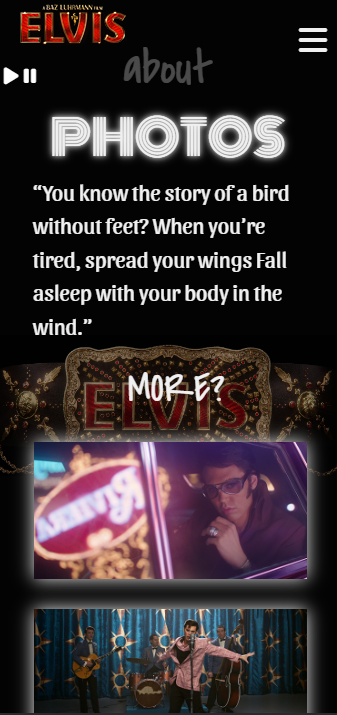 A BAZ LUHRMANN FILM
ELVIS
about
PHOTOS
“You know the story of a bird
without feet? When you’re
tired, spread your wings Fall
asleep with your body in the
wind.”
ELVIS
MORE?
RIVIERA